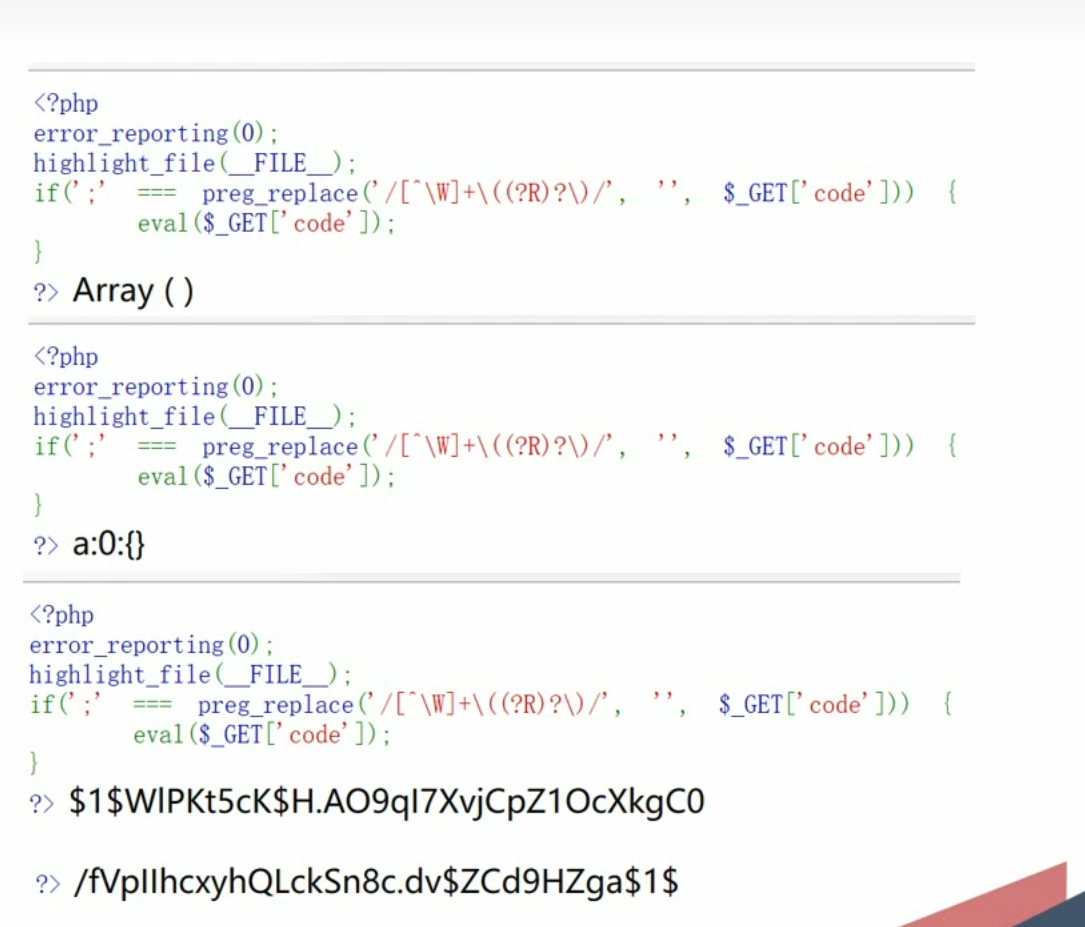 <?php
error_reporting(0);
highlight_file(__FILE__);
if(';' === preg_replace('/[^\W]+\((?R)?\)/', '', $_GET['code'])) {
eval($_GET['code']);
}
?> Array ( )
<?php
error_reporting(0);
highlight_file(__FILE__);
if(';' === preg_replace('/[^\W]+\((?R)?\)/', '', $_GET['code'])) {
eval($_GET['code']);
}
?> a:0:{}
<?php
error_reporting(0);
highlight_file(__FILE__);
if(';' === preg_replace('/[^\W]+\((?R)?\)/', '', $_GET['code'])) {
eval($_GET['code']);
}
?> $1$WlPKt5cK$H.AO9qI7XvjCpZ1OcXkgC0
?> /fVpIIhcxyhQLckSn8c.dv$ZCd9HZga$1$